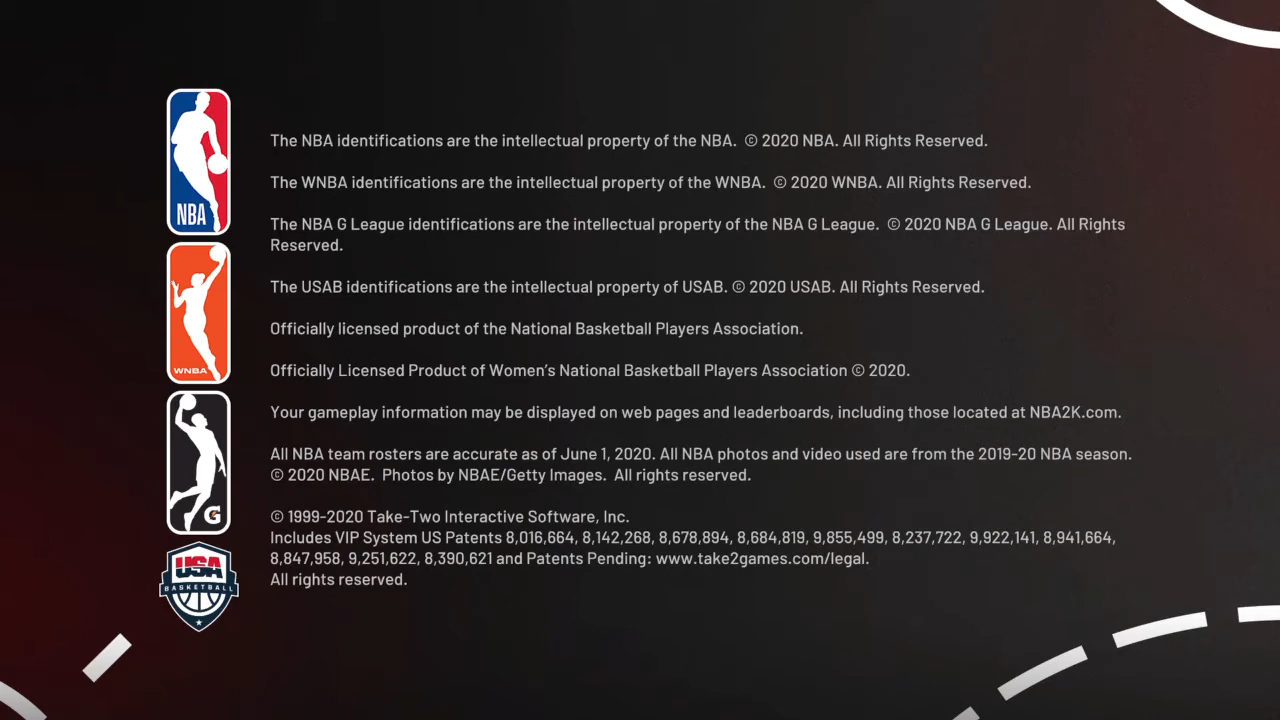 NBA
The NBA identifications are the intellectual property of the NBA.  © 2020 NBA. All Rights Reserved.
The WNBA identifications are the intellectual property of the WNBA.  © 2020 WNBA. All Rights Reserved.
The NBA G League identifications are the intellectual property of the NBA G League.  © 2020 NBA G League. All Rights
Reserved.
The USAB identifications are the intellectual property of USAB. © 2020 USAB. All Rights Reserved.
Officially licensed product of the National Basketball Players Association.
WNBA
Officially Licensed Product of Women’s National Basketball Players Association © 2020.
Your gameplay information may be displayed on web pages and leaderboards, including those located at NBA2K.com.
All NBA team rosters are accurate as of June 1, 2020. All NBA photos and video used are from the 2019-20 NBA season.
© 2020 NBAE.  Photos by NBAE/Getty Images.  All rights reserved.
G
© 1999-2020 Take-Two Interactive Software, Inc.
Includes VIP System US Patents 8,016,664, 8,142,268, 8,678,894, 8,684,819, 9,855,499, 8,237,722, 9,922,141, 8,941,664,
8,847,958, 9,251,622, 8,390,621 and Patents Pending: www.take2games.com/legal.
All rights reserved.
USA
BASKETBALL